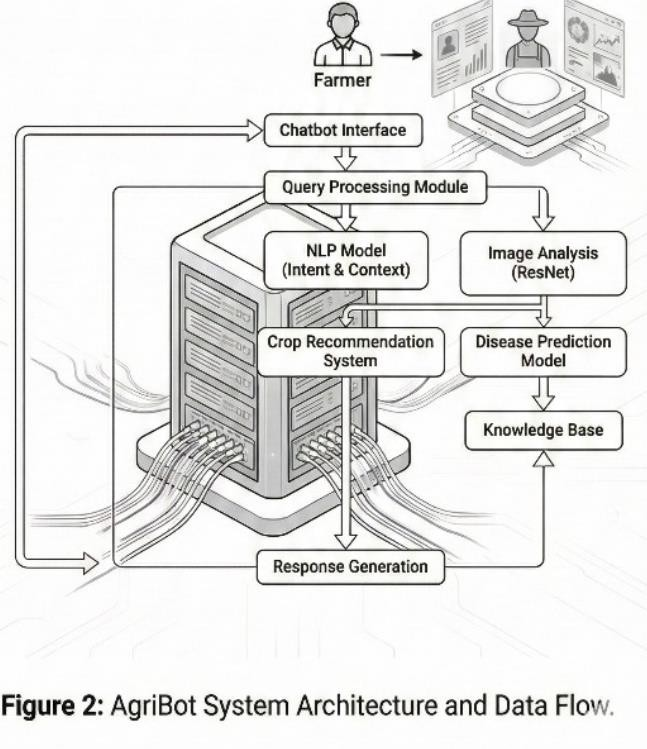 Farmer
Chatbot Interface
Query Processing Module
NLP Model
(Intent & Context)
Image Analysis
(ResNet)
Crop Recommendation
System
Disease Prediction
Model
Knowledge Base
Response Generation
Figure 2: AgriBot System Architecture and Data Flow.